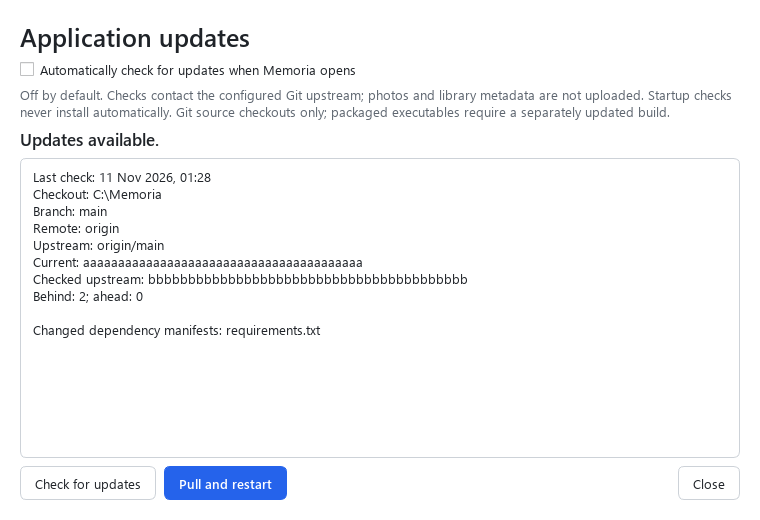 Application updates
Automatically check for updates when Memoria opens
Off by default. Checks contact the configured Git upstream; photos and library metadata are not uploaded. Startup checks
never install automatically. Git source checkouts only; packaged executables require a separately updated build.
Updates available.
Last check: 11 Nov 2026, 01:28
Checkout: C:\Memoria
Branch: main
Remote: origin
Upstream: origin/main
Current: aaaaaaaaaaaaaaaaaaaaaaaaaaaaaaaaaaaaaaaa
Checked upstream: bbbbbbbbbbbbbbbbbbbbbbbbbbbbbbbbbbbbbbbb
Behind: 2; ahead: 0
Changed dependency manifests: requirements.txt
Check for updates
Pull and restart
Close